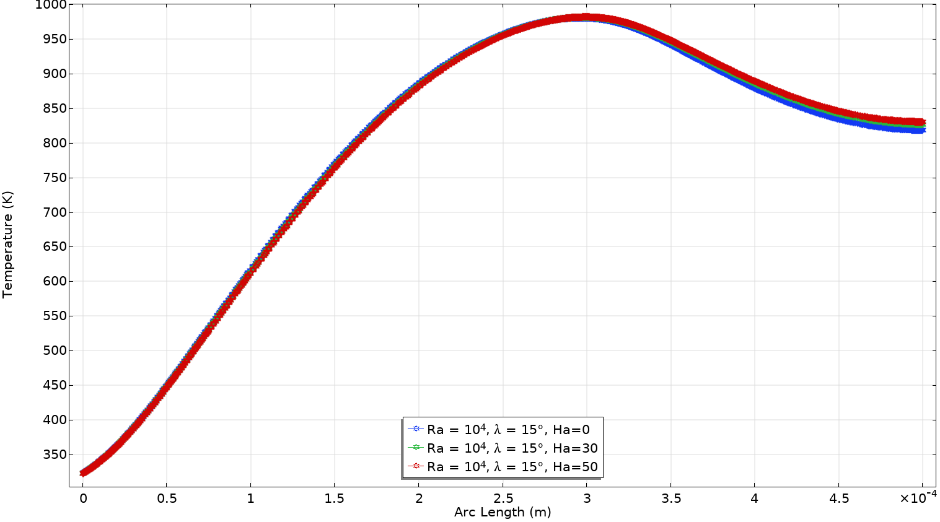 1000
950
900
850
800
750
700
650
600
550
500
450
400
350
Temperature (K)
Ra = 10⁴, λ = 15°, Ha=0
Ra = 10⁴, λ = 15°, Ha=30
Ra = 10⁴, λ = 15°, Ha=50
0 0.5 1 1.5 2 2.5 3 3.5 4 4.5 ×10⁻⁴
Arc Length (m)